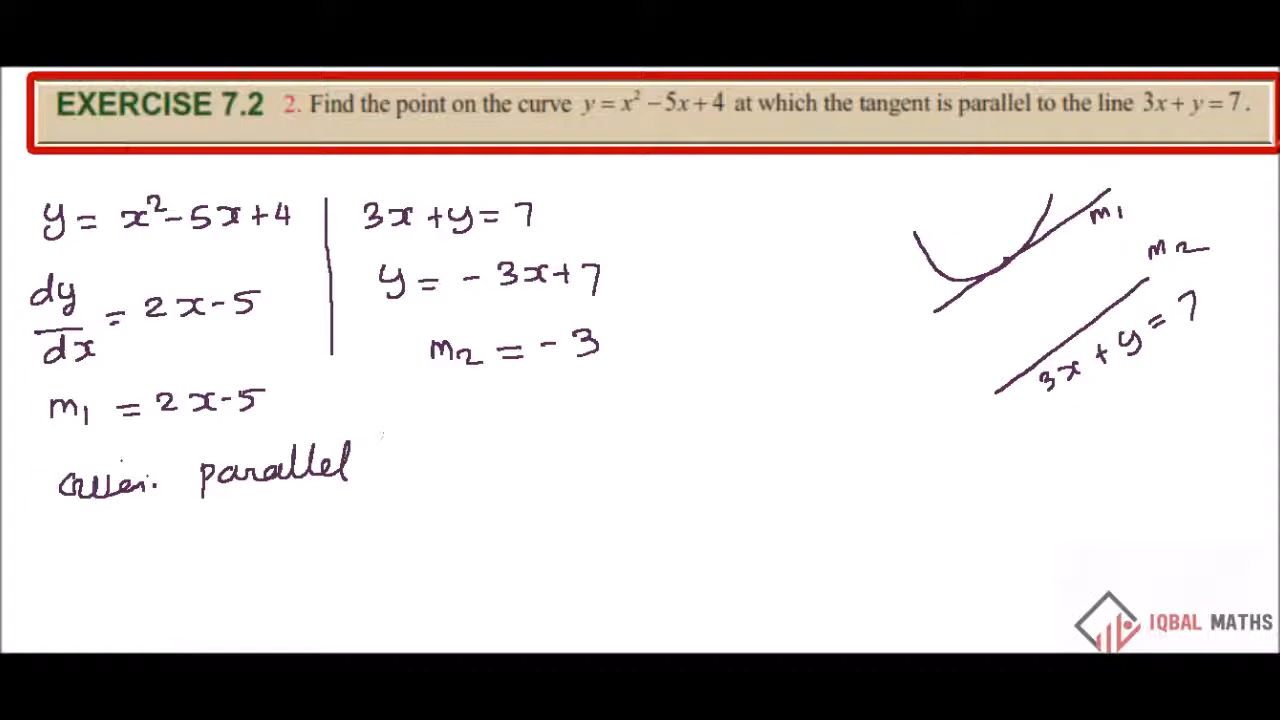 EXERCISE 7.2 2. Find the point on the curve y = x² − 5x + 4 at which the tangent is parallel to the line 3x + y = 7.
y = x² - 5x + 4
dy/dx = 2x - 5
m₁ = 2x - 5
parallel
3x + y = 7
y = - 3x + 7
m₂ = - 3
m₁
m₂
3x + y = 7
IQBAL MATHS